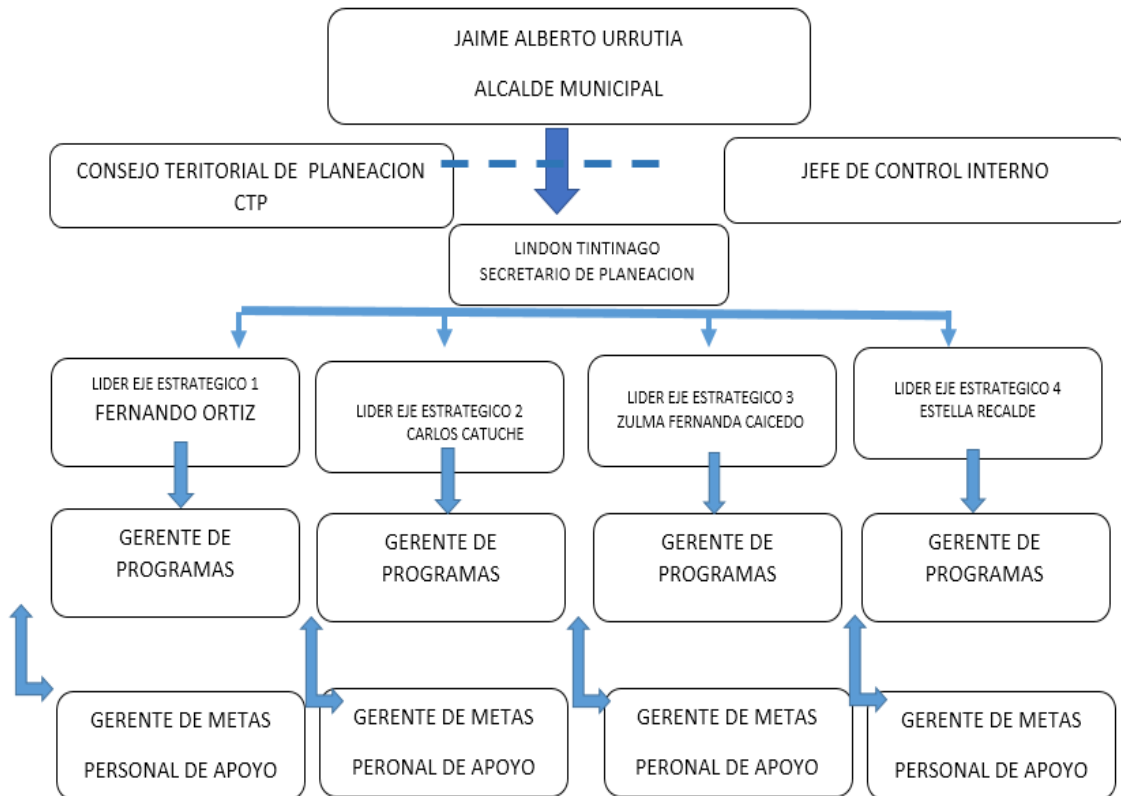 JAIME ALBERTO URRUTIA
ALCALDE MUNICIPAL
CONSEJO TERITORIAL DE PLANEACION
CTP
JEFE DE CONTROL INTERNO
LINDON TINTINAGO
SECRETARIO DE PLANEACION
LIDER EJE ESTRATEGICO 1
FERNANDO ORTIZ
LIDER EJE ESTRATEGICO 2
CARLOS CATUCHE
LIDER EJE ESTRATEGICO 3
ZULMA FERNANDA CAICEDO
LIDER EJE ESTRATEGICO 4
ESTELLA RECALDE
GERENTE DE
PROGRAMAS
GERENTE DE
PROGRAMAS
GERENTE DE
PROGRAMAS
GERENTE DE
PROGRAMAS
GERENTE DE METAS
PERSONAL DE APOYO
GERENTE DE METAS
PERONAL DE APOYO
GERENTE DE METAS
PERONAL DE APOYO
GERENTE DE METAS
PERSONAL DE APOYO